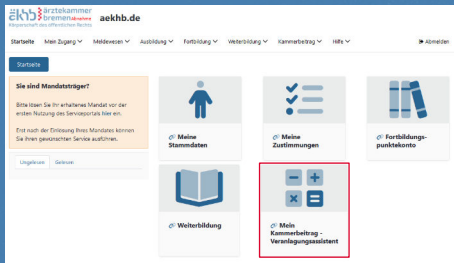 ärztekammer
bremen aekhb.de
Körperschaft des öffentlichen Rechts
Startseite Mein Zugang Meldewesen Ausbildung Fortbildung Weiterbildung Kammerbeitrag Hilfe Abmelden
Startseite
Sie sind Mandatsträger?
Bitte lösen Sie Ihr erhaltenes Mandat vor der
ersten Nutzung des Serviceportals hier ein.
Erst nach der Einlösung Ihres Mandates können
Sie Ihren gewünschten Service ausführen.
Ungelesen Gelesen
Meine
Stammdaten
Meine
Zustimmungen
Fortbildungs-
punktekonto
Weiterbildung
Mein
Kammerbeitrag -
Veranlagungsassistent